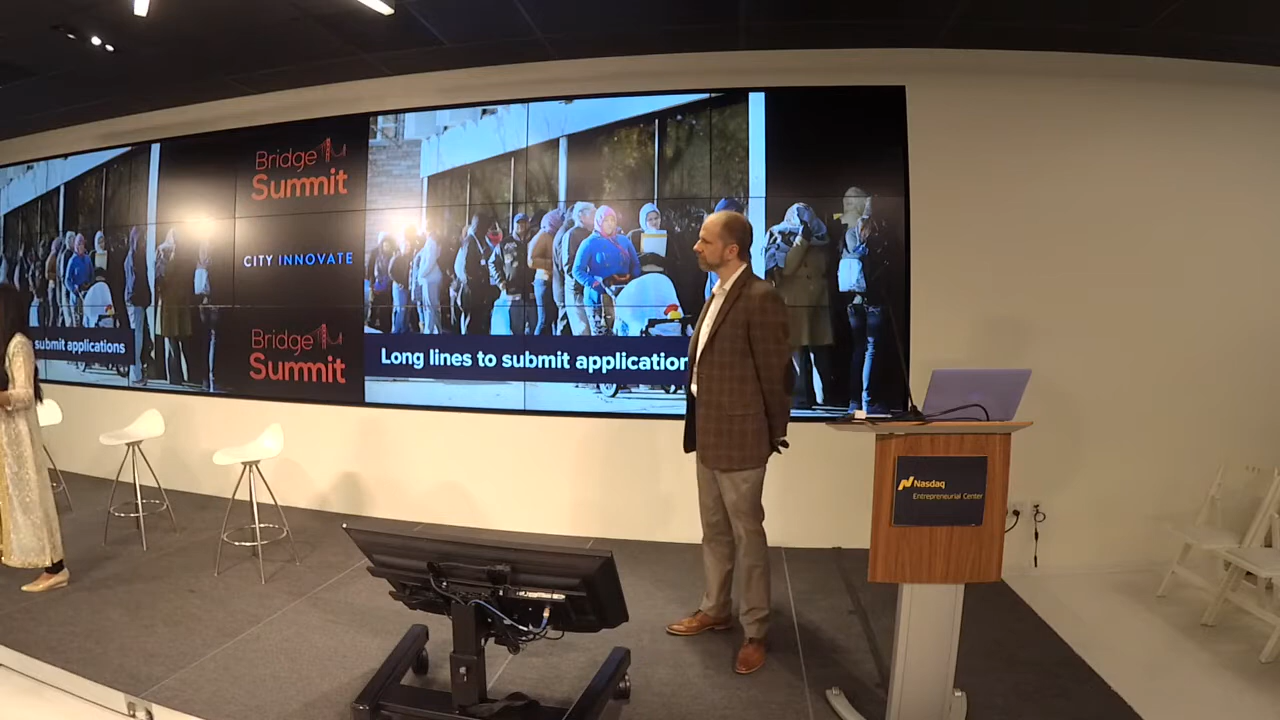 Bridge
Summit
CITY INNOVATE
Bridge
Summit
submit applications
Long lines to submit application
Nasdaq
Entrepreneurial Center